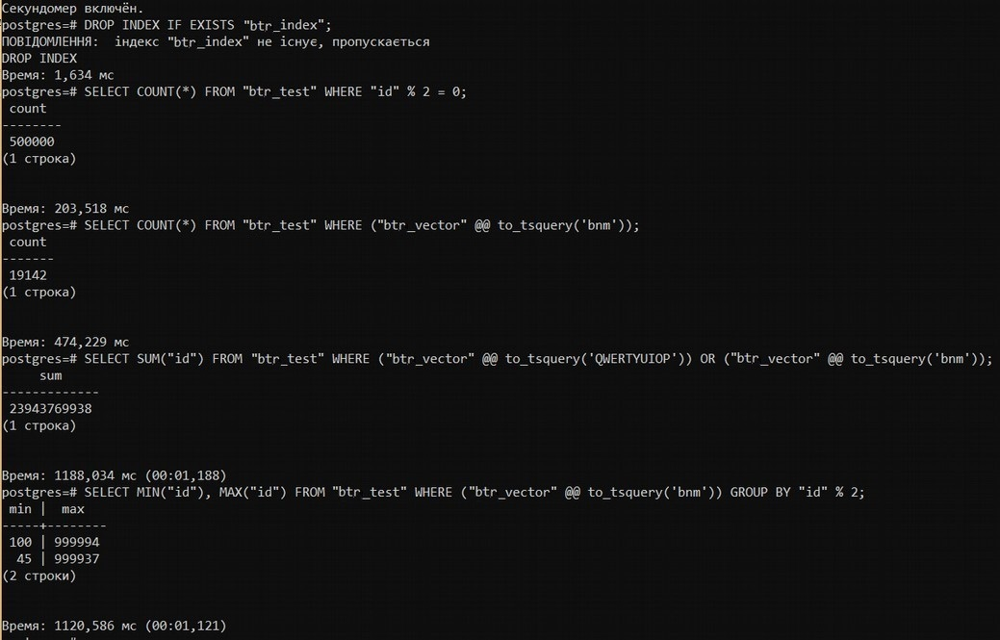 Секундомер включён.
postgres=# DROP INDEX IF EXISTS "btr_index";
ПОВІДОМЛЕННЯ:  індекс "btr_index" не існує, пропускається
DROP INDEX
Время: 1,634 мс
postgres=# SELECT COUNT(*) FROM "btr_test" WHERE "id" % 2 = 0;
 count
--------
 500000
(1 строка)
Время: 203,518 мс
postgres=# SELECT COUNT(*) FROM "btr_test" WHERE ("btr_vector" @@ to_tsquery('bnm'));
 count
-------
 19142
(1 строка)
Время: 474,229 мс
postgres=# SELECT SUM("id") FROM "btr_test" WHERE ("btr_vector" @@ to_tsquery('QWERTYUIOP')) OR ("btr_vector" @@ to_tsquery('bnm'));
     sum
-------------
 23943769938
(1 строка)
Время: 1188,034 мс (00:01,188)
postgres=# SELECT MIN("id"), MAX("id") FROM "btr_test" WHERE ("btr_vector" @@ to_tsquery('bnm')) GROUP BY "id" % 2;
 min |  max
-----+--------
 100 | 999994
  45 | 999937
(2 строки)
Время: 1120,586 мс (00:01,121)